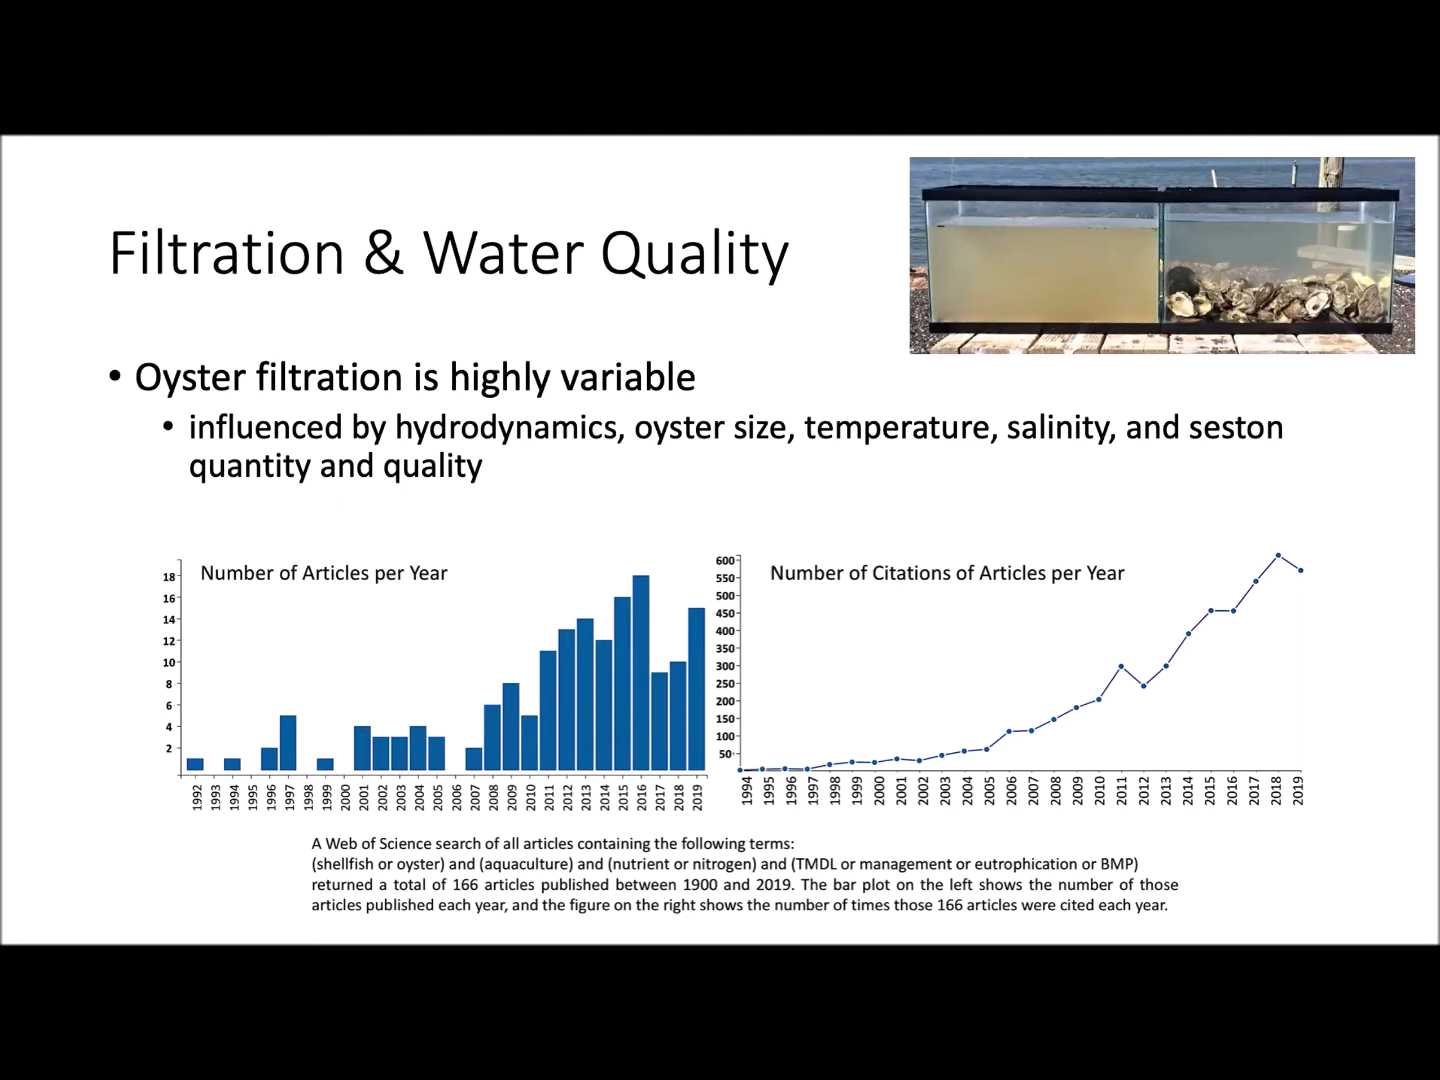 Filtration & Water Quality
• Oyster filtration is highly variable
• influenced by hydrodynamics, oyster size, temperature, salinity, and seston
quantity and quality
Number of Articles per Year
18
16
14
12
10
8
6
4
2
1992 1993 1994 1995 1996 1997 1998 1999 2000 2001 2002 2003 2004 2005 2006 2007 2008 2009 2010 2011 2012 2013 2014 2015 2016 2017 2018 2019
Number of Citations of Articles per Year
600
550
500
450
400
350
300
250
200
150
100
50
1994 1995 1996 1997 1998 1999 2000 2001 2002 2003 2004 2005 2006 2007 2008 2009 2010 2011 2012 2013 2014 2015 2016 2017 2018 2019
A Web of Science search of all articles containing the following terms:
(shellfish or oyster) and (aquaculture) and (nutrient or nitrogen) and (TMDL or management or eutrophication or BMP)
returned a total of 166 articles published between 1900 and 2019. The bar plot on the left shows the number of those
articles published each year, and the figure on the right shows the number of times those 166 articles were cited each year.